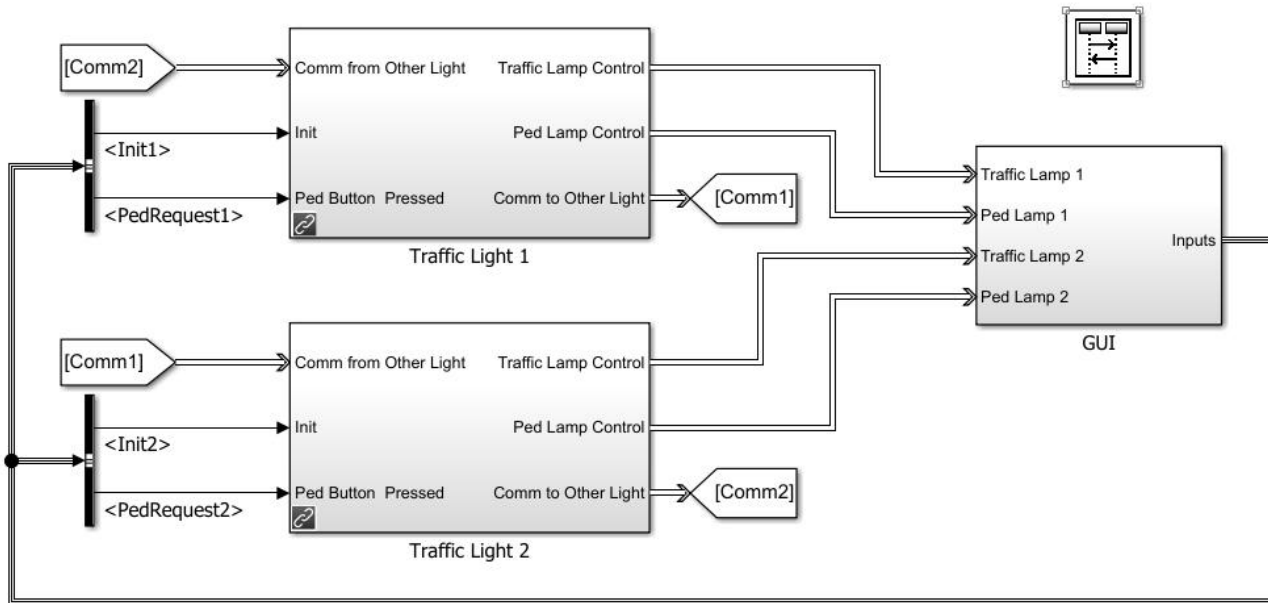 [Comm2]
Comm from Other Light
Traffic Lamp Control
Init
Ped Lamp Control
<Init1>
Ped Button  Pressed
Comm to Other Light
[Comm1]
<PedRequest1>
Traffic Light 1
Traffic Lamp 1
Ped Lamp 1
Inputs
Traffic Lamp 2
Ped Lamp 2
GUI
[Comm1]
Comm from Other Light
Traffic Lamp Control
Init
Ped Lamp Control
<Init2>
Ped Button  Pressed
Comm to Other Light
[Comm2]
<PedRequest2>
Traffic Light 2